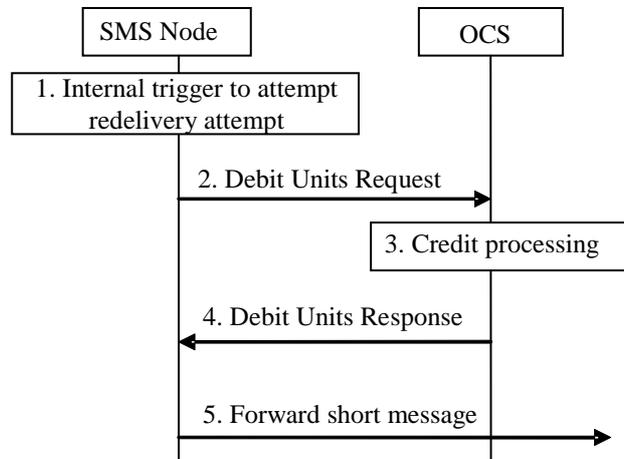 SMS Node
OCS
1. Internal trigger to attempt
redelivery attempt
2. Debit Units Request
3. Credit processing
4. Debit Units Response
5. Forward short message